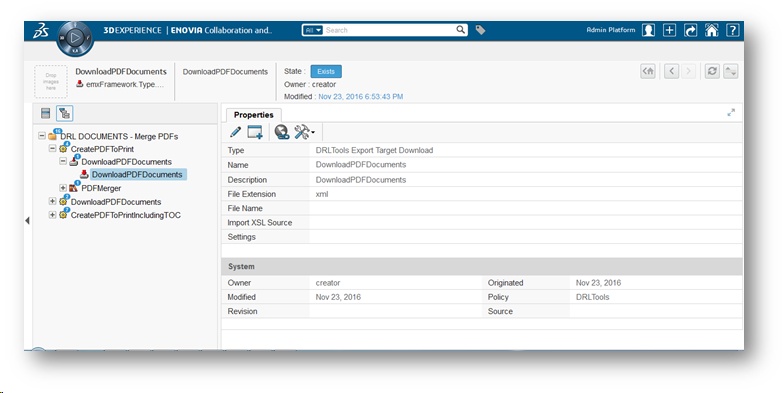 3DEXPERIENCE | ENOVIA Collaboration and..
All
Search
Admin Platform
Drop images here
DownloadPDFDocuments
emxFramework.Type....
DownloadPDFDocuments
State : Exists
Owner : creator
Modified : Nov 23, 2016 6:53:43 PM
DRL DOCUMENTS - Merge PDFs
CreatePDFToPrint
DownloadPDFDocuments
DownloadPDFDocuments
PDFMerger
DownloadPDFDocuments
CreatePDFToPrintIncludingTOC
Properties
Type DRLTools Export Target Download
Name DownloadPDFDocuments
Description DownloadPDFDocuments
File Extension xml
File Name
Import XSL Source
Settings
System
Owner creator Originated Nov 23, 2016
Modified Nov 23, 2016 Policy DRLTools
Revision Source